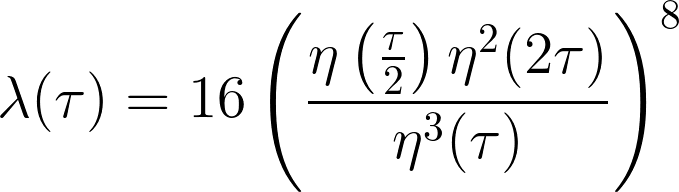 λ(τ) = 16 (η(τ/2) η²(2τ) / η³(τ))⁸